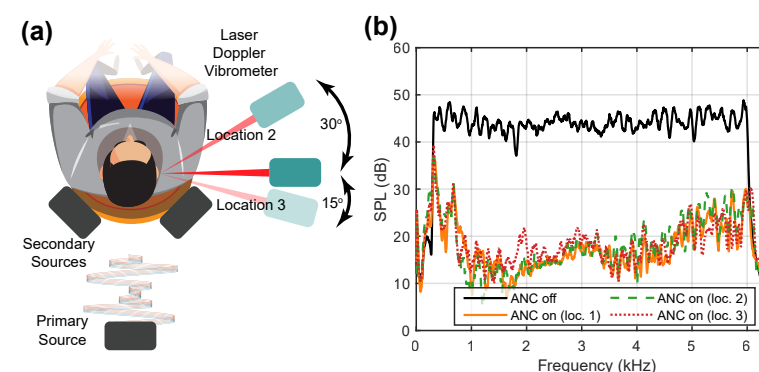 (a)
Laser
Doppler
Vibrometer
Location 2
30°
Location 3
15°
Secondary
Sources
Primary
Source
(b)
60
50
40
30
20
10
0
SPL (dB)
ANC off
ANC on (loc. 1)
ANC on (loc. 2)
ANC on (loc. 3)
0 1 2 3 4 5 6
Frequency (kHz)